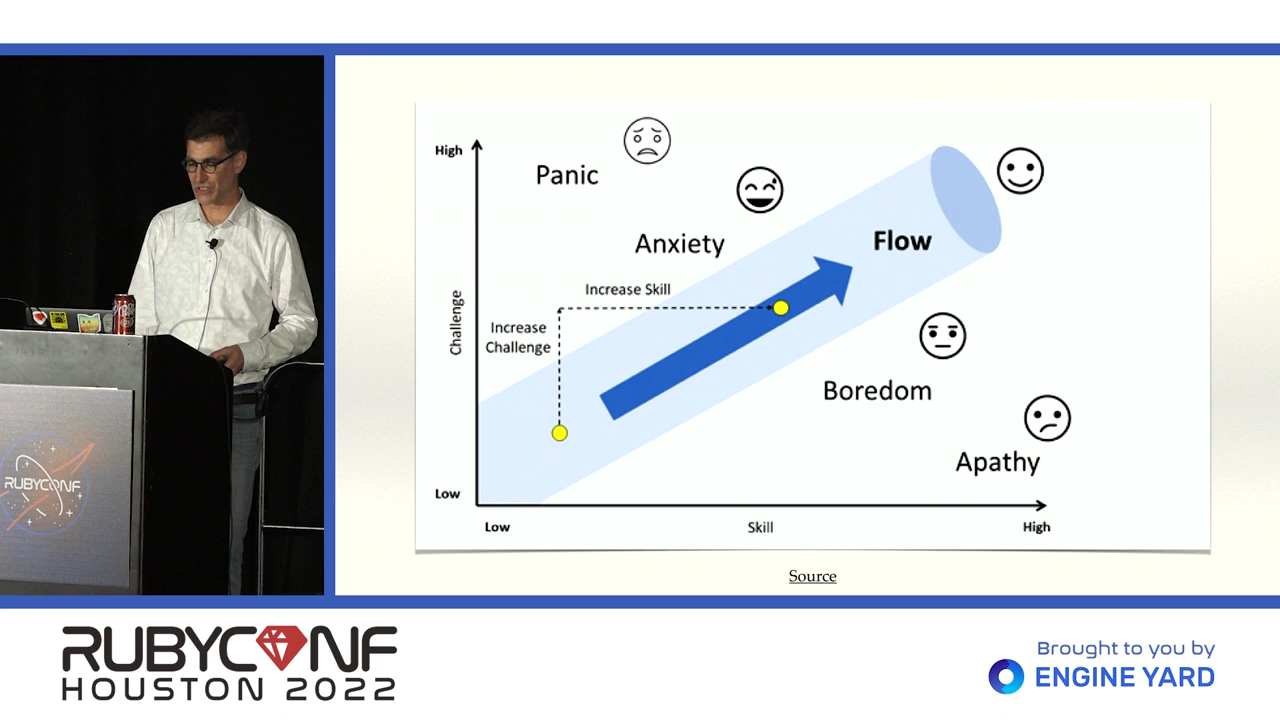 High
Panic
Anxiety
Flow
Increase Skill
Increase
Challenge
Challenge
Boredom
Apathy
Low
Low
Skill
High
Source
RUBYCONF
RUBYCONF
HOUSTON 2022
Brought to you by
ENGINE YARD